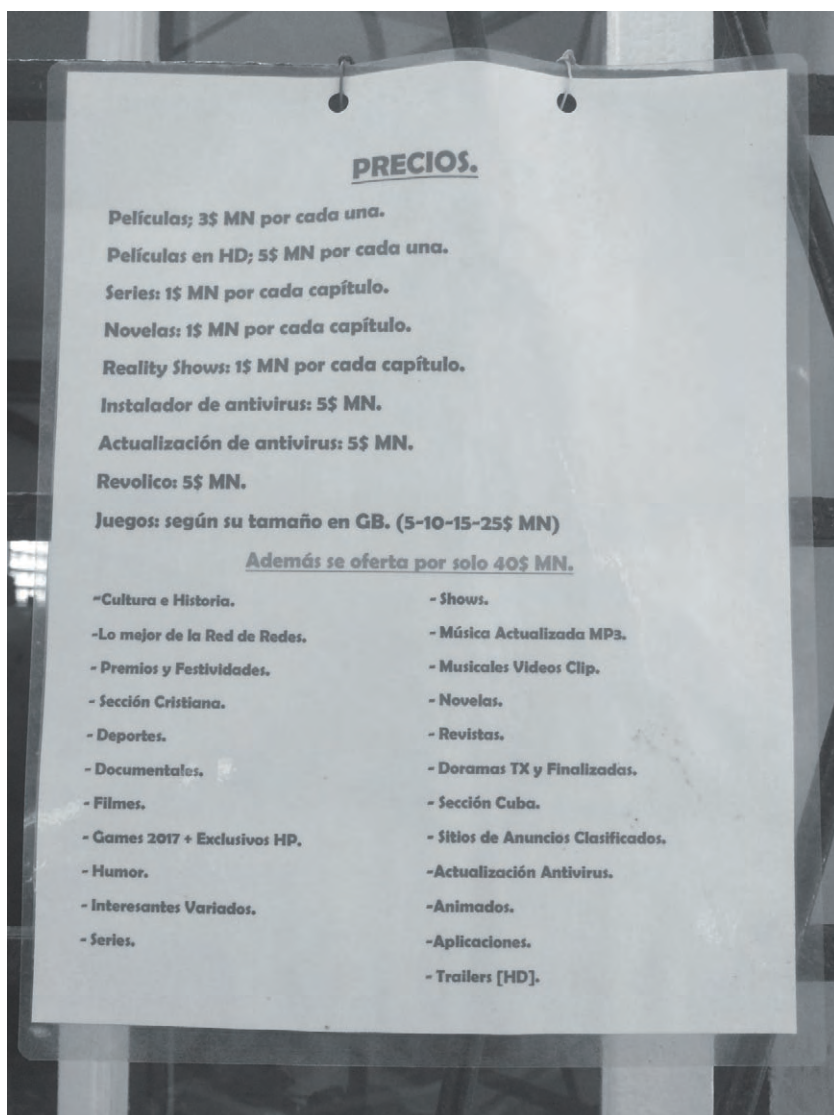 PRECIOS.
Películas; 3$ MN por cada una.
Películas en HD; 5$ MN por cada una.
Series: 1$ MN por cada capítulo.
Novelas: 1$ MN por cada capítulo.
Reality Shows: 1$ MN por cada capítulo.
Instalador de antivirus: 5$ MN.
Actualización de antivirus: 5$ MN.
Revolico: 5$ MN.
Juegos: según su tamaño en GB. (5-10-15-25$ MN)
Además se oferta por solo 40$ MN.
-Cultura e Historia.
-Lo mejor de la Red de Redes.
- Premios y Festividades.
- Sección Cristiana.
- Deportes.
- Documentales.
- Filmes.
- Games 2017 + Exclusivos HP.
- Humor.
- Interesantes Variados.
- Series.
- Shows.
- Música Actualizada MP3.
- Musicales Videos Clip.
- Novelas.
- Revistas.
- Doramas TX y Finalizadas.
- Sección Cuba.
- Sitios de Anuncios Clasificados.
-Actualización Antivirus.
-Animados.
-Aplicaciones.
- Trailers [HD].